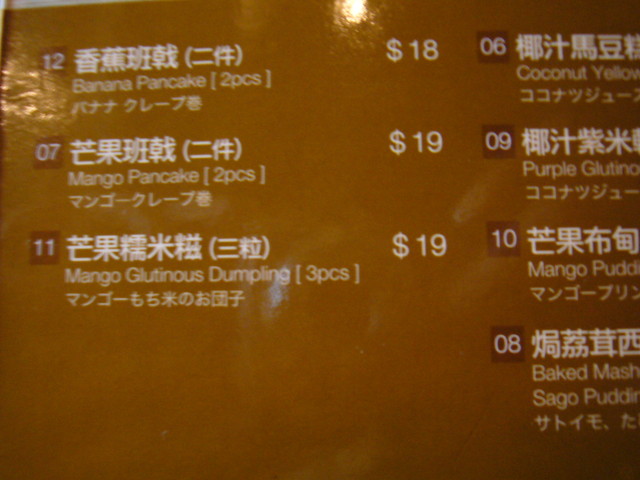 12 香蕉班戟 (二件) $18
Banana Pancake [ 2pcs ]
バナナ クレープ巻
07 芒果班戟 (二件) $19
Mango Pancake [ 2pcs ]
マンゴークレープ巻
11 芒果糯米糍 (三粒) $19
Mango Glutinous Dumpling [ 3pcs ]
マンゴーもち米のお団子
06 椰汁馬豆糕
Coconut Yellow
ココナツジュース
09 椰汁紫米
Purple Glutino
ココナツジュー
10 芒果布甸
Mango Puddi
マンゴープリン
08 焗荔茸西
Baked Mash
Sago Puddin
サトイモ、た